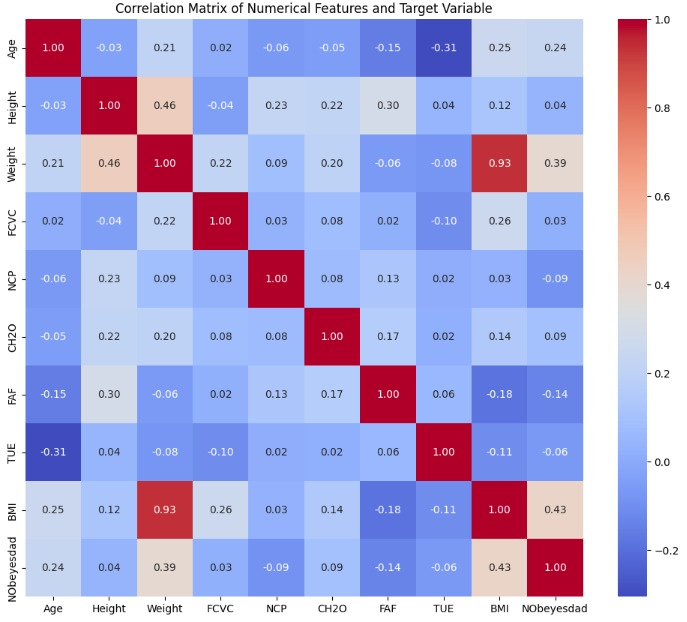 Correlation Matrix of Numerical Features and Target Variable
Age 1.00 -0.03 0.21 0.02 -0.06 -0.05 -0.15 -0.31 0.25 0.24
Height -0.03 1.00 0.46 -0.04 0.23 0.22 0.30 0.04 0.12 0.04
Weight 0.21 0.46 1.00 0.22 0.09 0.20 -0.06 -0.08 0.93 0.39
FCVC 0.02 -0.04 0.22 1.00 0.03 0.08 0.02 -0.10 0.26 0.03
NCP -0.06 0.23 0.09 0.03 1.00 0.08 0.13 0.02 0.03 -0.09
CH2O -0.05 0.22 0.20 0.08 0.08 1.00 0.17 0.02 0.14 0.09
FAF -0.15 0.30 -0.06 0.02 0.13 0.17 1.00 0.06 -0.18 -0.14
TUE -0.31 0.04 -0.08 -0.10 0.02 0.02 0.06 1.00 -0.11 -0.06
BMI 0.25 0.12 0.93 0.26 0.03 0.14 -0.18 -0.11 1.00 0.43
NObeyesdad 0.24 0.04 0.39 0.03 -0.09 0.09 -0.14 -0.06 0.43 1.00
Age Height Weight FCVC NCP CH2O FAF TUE BMI NObeyesdad
1.0
0.8
0.6
0.4
0.2
0.0
−0.2